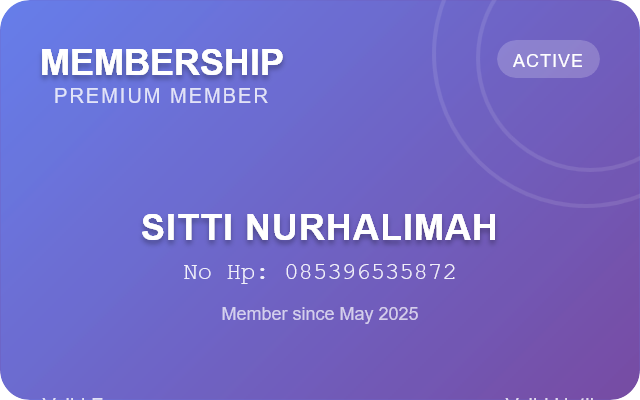 MEMBERSHIP
ACTIVE
PREMIUM MEMBER
SITTI NURHALIMAH
No Hp: 085396535872
Member since May 2025